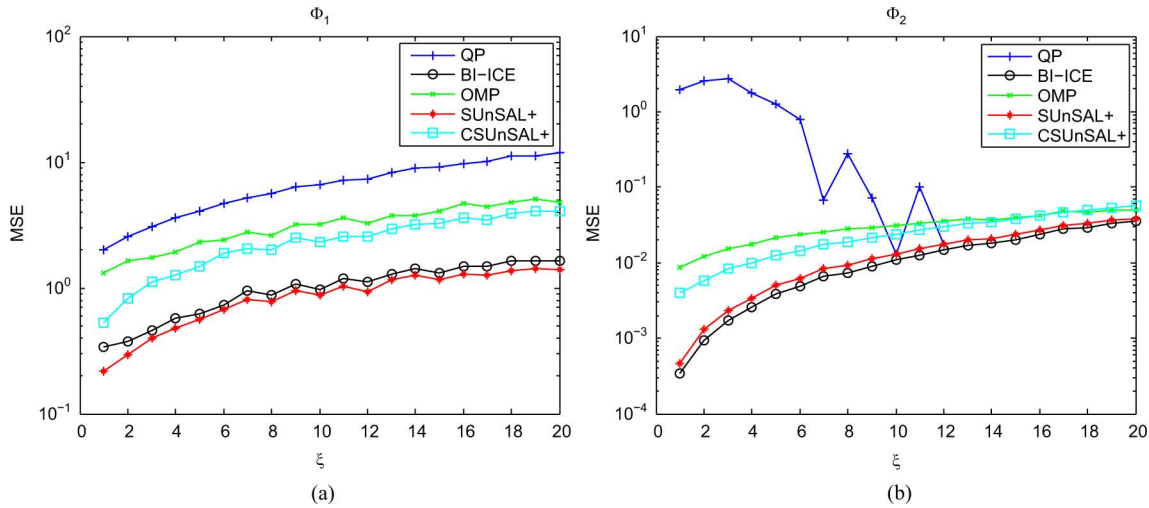 Φ1
10^2
10^1
10^0
10^-1
MSE
QP
BI-ICE
OMP
SUnSAL+
CSUnSAL+
0 2 4 6 8 10 12 14 16 18 20
ξ
(a)
Φ2
10^1
10^0
10^-1
10^-2
10^-3
10^-4
MSE
QP
BI-ICE
OMP
SUnSAL+
CSUnSAL+
0 2 4 6 8 10 12 14 16 18 20
ξ
(b)